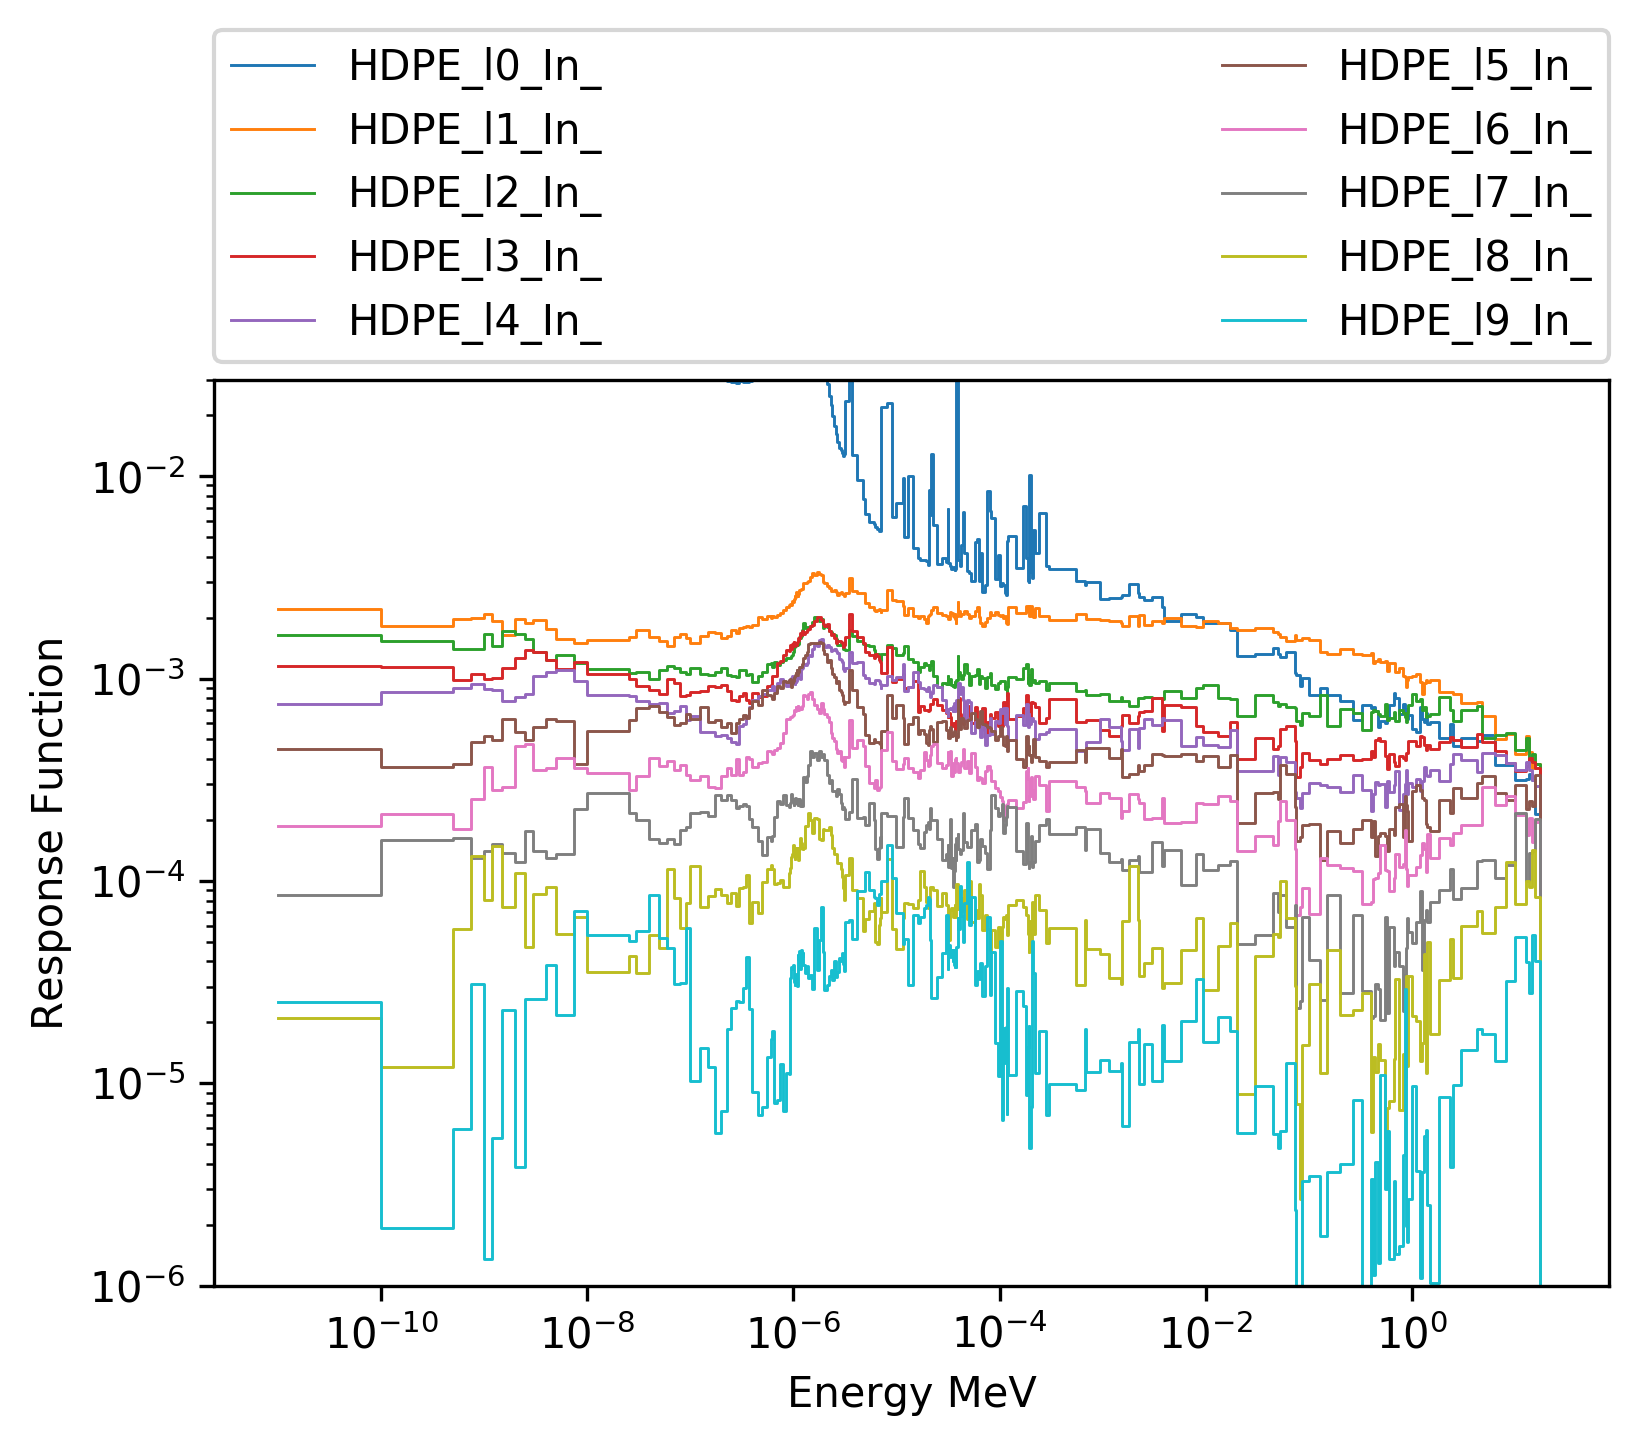 HDPE_l0_In_
HDPE_l1_In_
HDPE_l2_In_
HDPE_l3_In_
HDPE_l4_In_
HDPE_l5_In_
HDPE_l6_In_
HDPE_l7_In_
HDPE_l8_In_
HDPE_l9_In_
Response Function
10⁻²
10⁻³
10⁻⁴
10⁻⁵
10⁻⁶
10⁻¹⁰ 10⁻⁸ 10⁻⁶ 10⁻⁴ 10⁻² 10⁰
Energy MeV